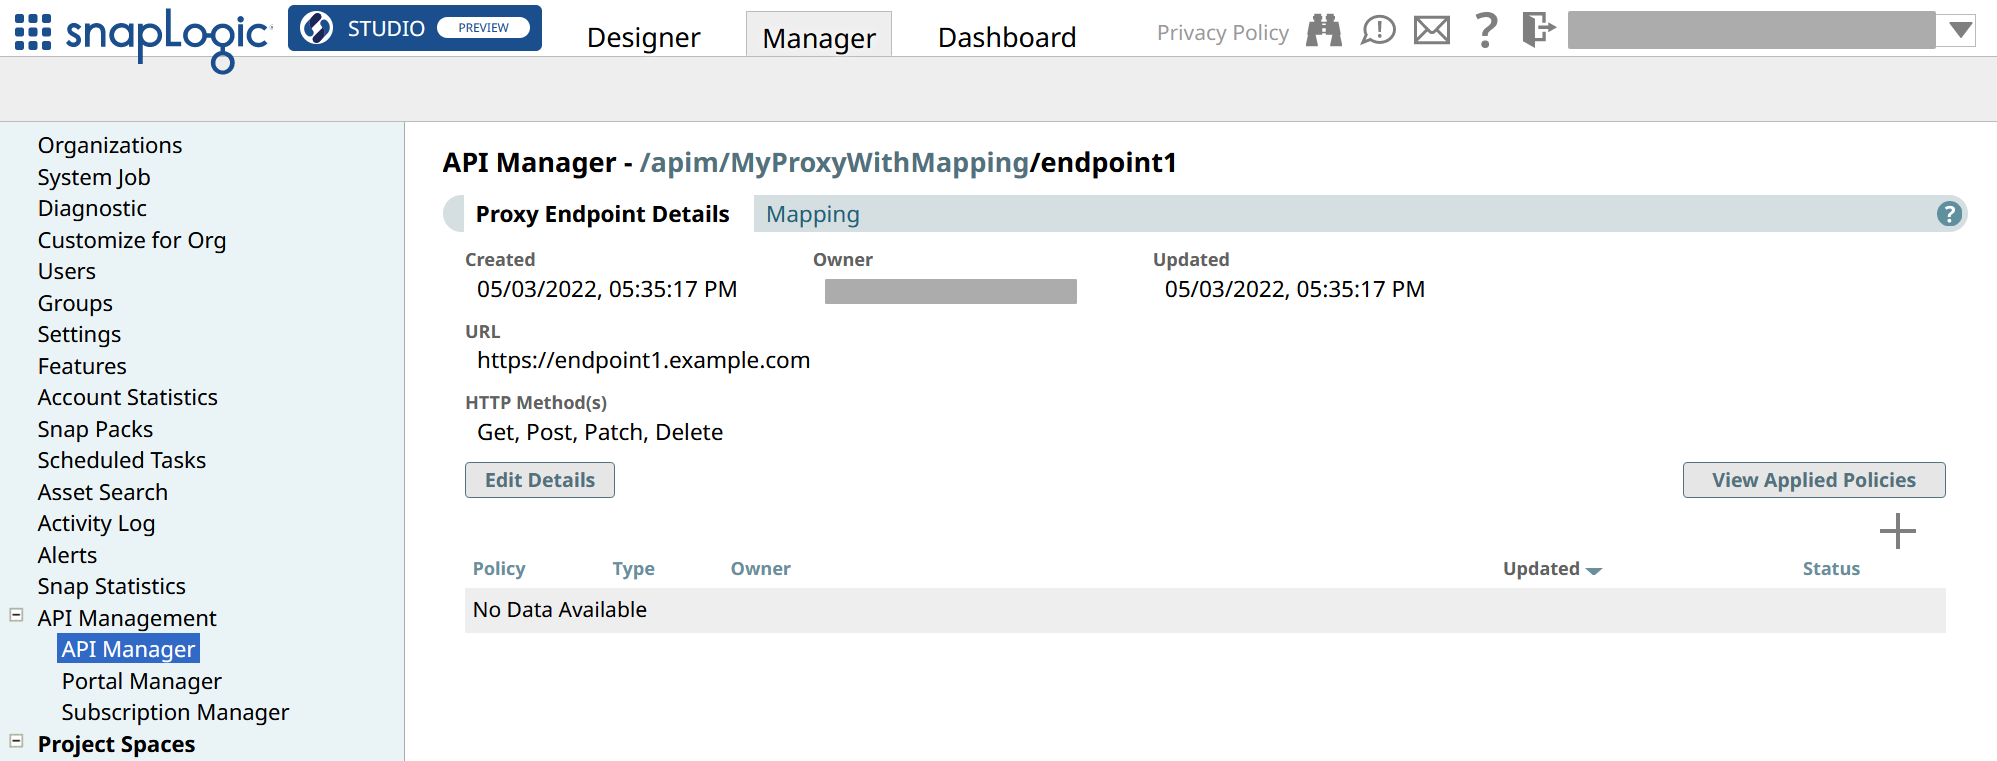 snapLogic STUDIO PREVIEW Designer Manager Dashboard Privacy Policy
Organizations
System Job
Diagnostic
Customize for Org
Users
Groups
Settings
Features
Account Statistics
Snap Packs
Scheduled Tasks
Asset Search
Activity Log
Alerts
Snap Statistics
API Management
API Manager
Portal Manager
Subscription Manager
Project Spaces
API Manager - /apim/MyProxyWithMapping/endpoint1
Proxy Endpoint Details Mapping ?
Created Owner Updated
05/03/2022, 05:35:17 PM 05/03/2022, 05:35:17 PM
URL
https://endpoint1.example.com
HTTP Method(s)
Get, Post, Patch, Delete
Edit Details View Applied Policies
Policy Type Owner Updated Status
No Data Available